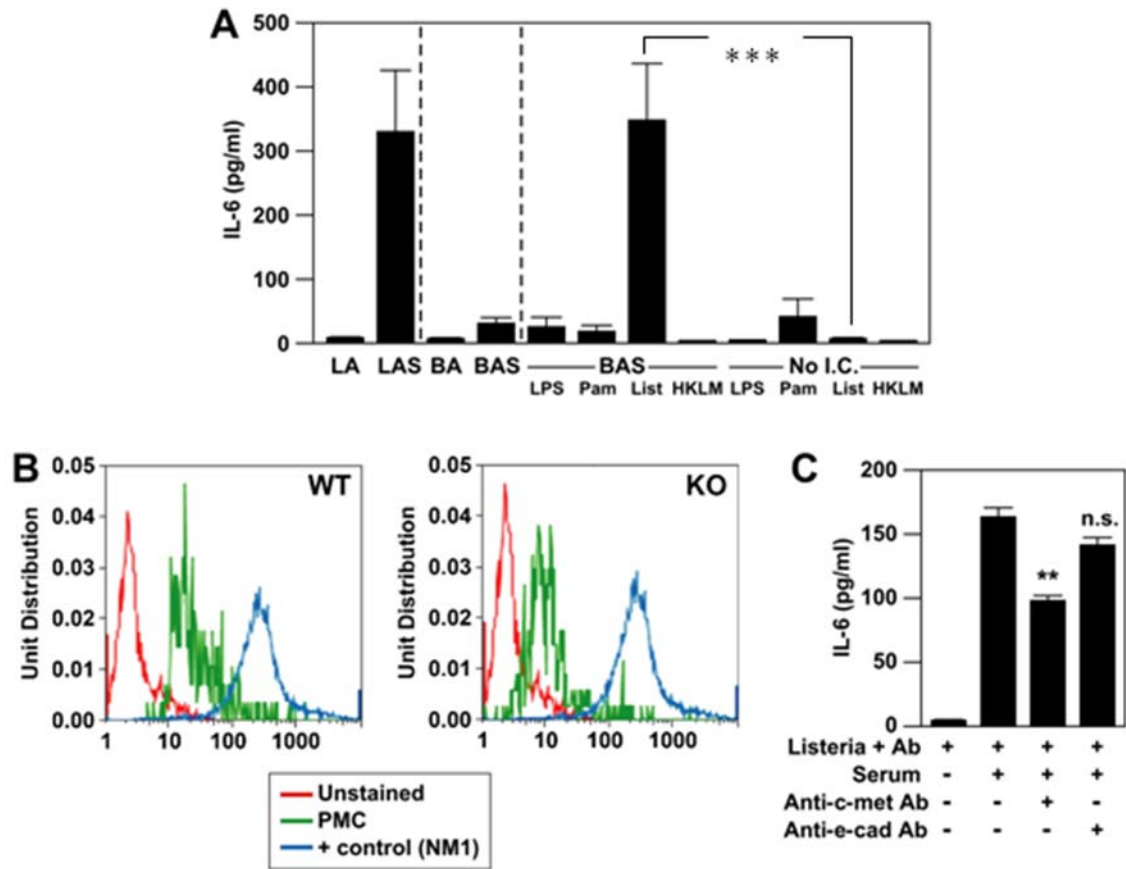 A
500
400
300
200
100
0
IL-6 (pg/ml)
***
LA LAS BA BAS BAS No I.C.
LPS Pam List HKLM LPS Pam List HKLM
B
WT
0.05
0.04
0.03
0.02
0.01
0.00
Unit Distribution
1 10 100 1000
KO
0.05
0.04
0.03
0.02
0.01
0.00
Unit Distribution
1 10 100 1000
Unstained
PMC
+ control (NM1)
C
200
150
100
50
0
IL-6 (pg/ml)
**
n.s.
Listeria + Ab + + + +
Serum - + + +
Anti-c-met Ab - - + -
Anti-e-cad Ab - - - +